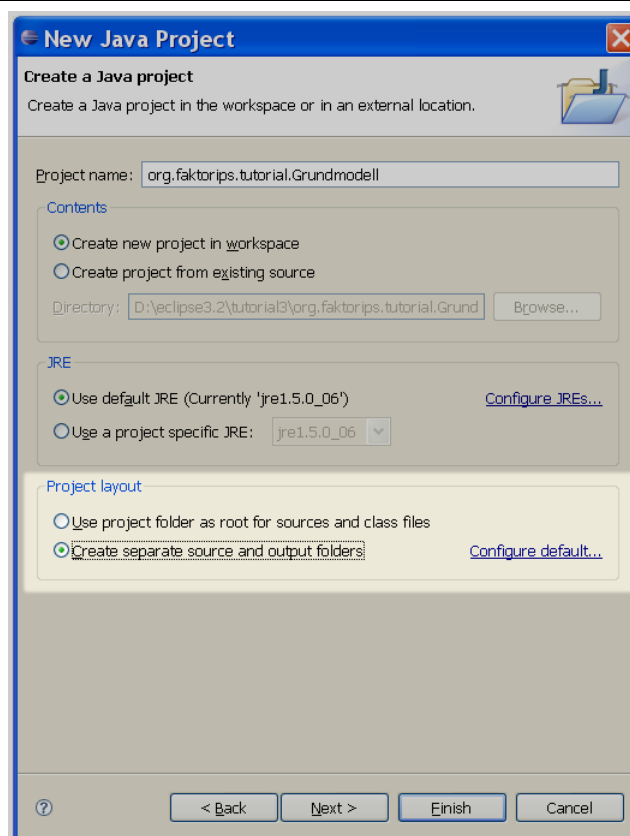 New Java Project
Create a Java project
Create a Java project in the workspace or in an external location.
Project name: org.faktorips.tutorial.Grundmodell
Contents
Create new project in workspace
Create project from existing source
Directory: D:\eclipse3.2\tutorial3\org.faktorips.tutorial.Grund Browse...
JRE
Use default JRE (Currently 'jre1.5.0_06') Configure JREs...
Use a project specific JRE: jre1.5.0_06
Project layout
Use project folder as root for sources and class files
Create separate source and output folders Configure default...
? < Back Next > Finish Cancel